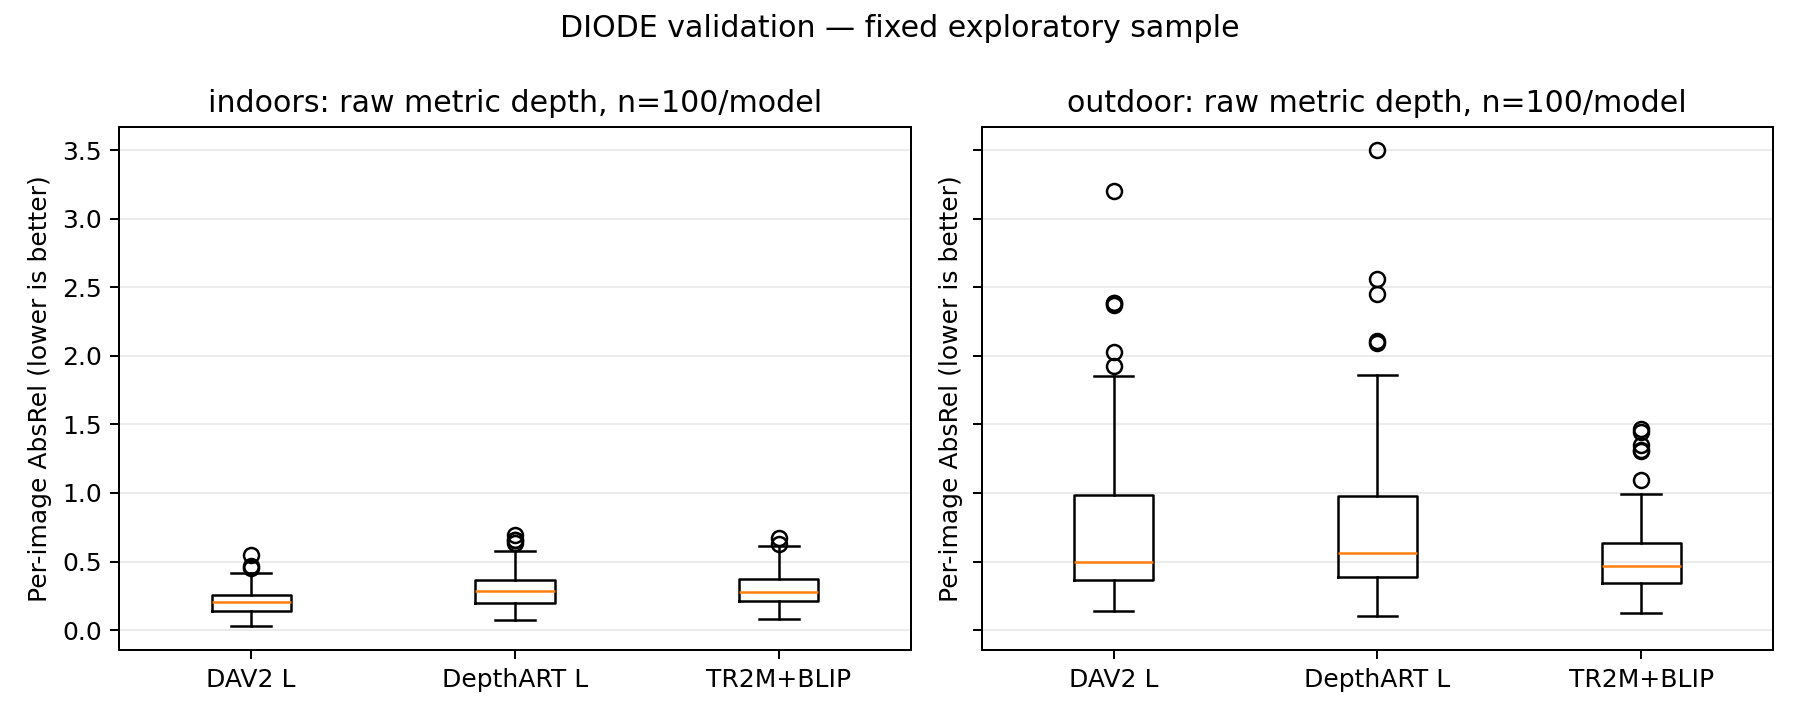 DIODE validation — fixed exploratory sample
indoors: raw metric depth, n=100/model
Per-image AbsRel (lower is better)
3.5
3.0
2.5
2.0
1.5
1.0
0.5
0.0
DAV2 L
DepthART L
TR2M+BLIP
outdoor: raw metric depth, n=100/model
Per-image AbsRel (lower is better)
DAV2 L
DepthART L
TR2M+BLIP